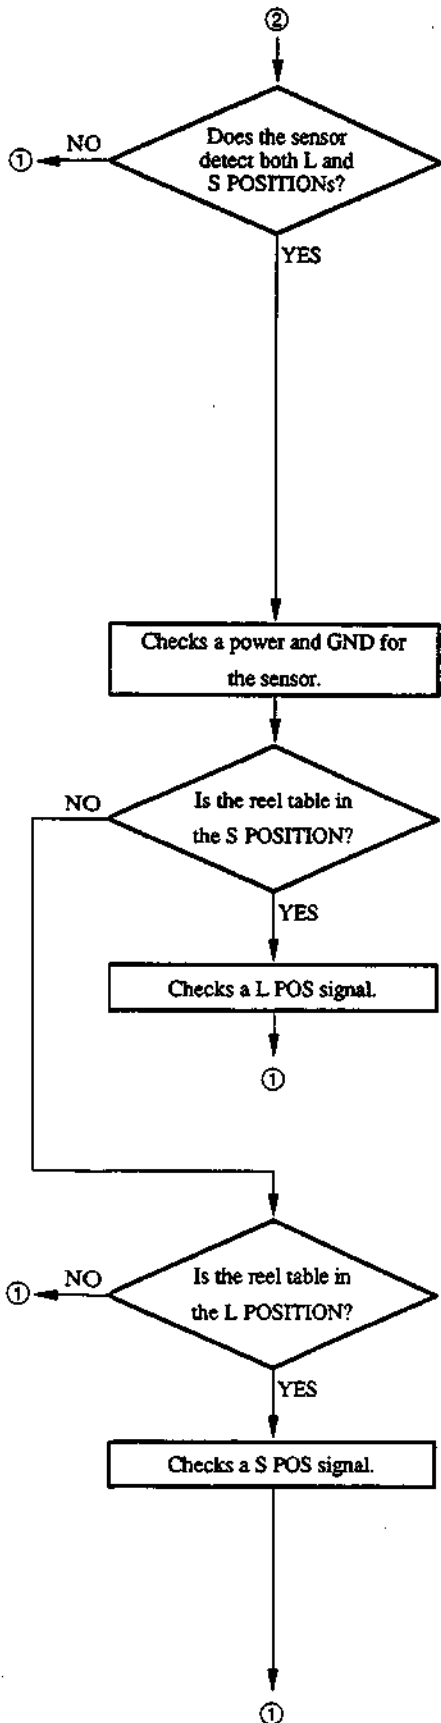 ②
Does the sensor
detect both L and
S POSITIONs?
NO
①
YES
Checks a power and GND for
the sensor.
Is the reel table in
the S POSITION?
NO
YES
Checks a L POS signal.
①
Is the reel table in
the L POSITION?
NO
①
YES
Checks a S POS signal.
①